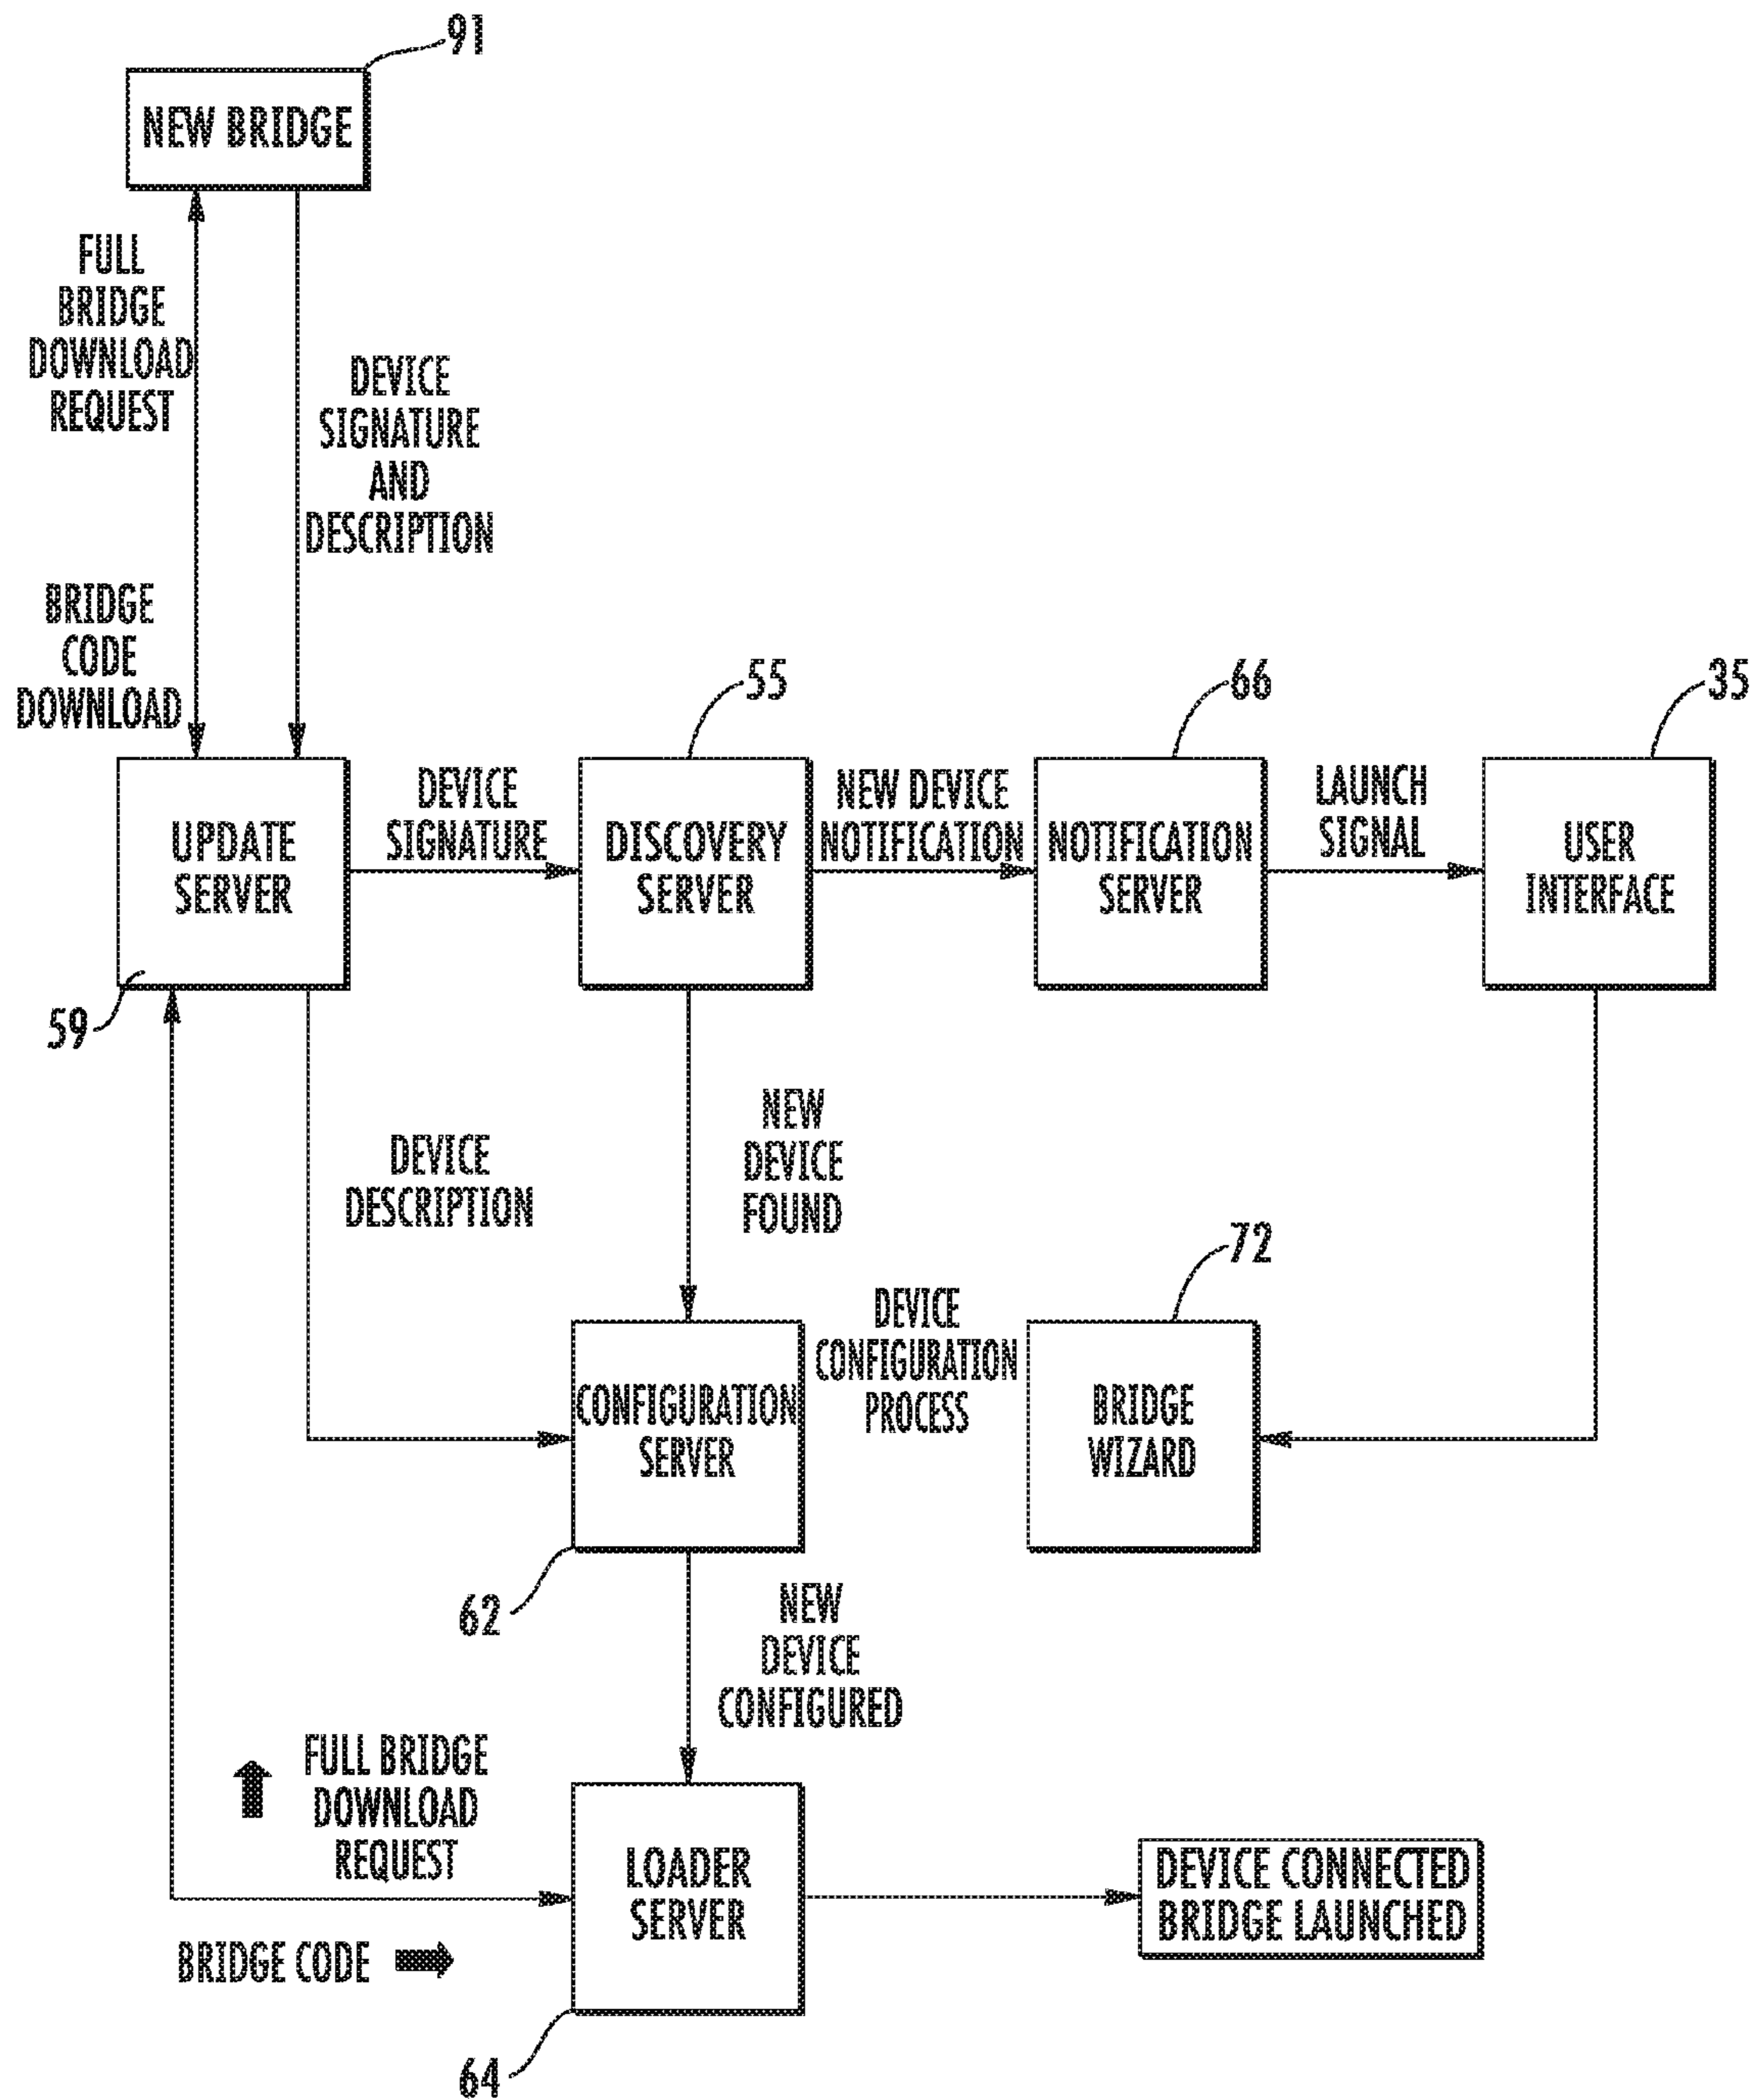 91
NEW BRIDGE
FULL
BRIDGE
DOWNLOAD
REQUEST
DEVICE
SIGNATURE
AND
DESCRIPTION
BRIDGE
CODE
DOWNLOAD
55
66
35
UPDATE
SERVER
DEVICE
SIGNATURE
DISCOVERY
SERVER
NEW DEVICE
NOTIFICATION
NOTIFICATION
SERVER
LAUNCH
SIGNAL
USER
INTERFACE
59
DEVICE
DESCRIPTION
NEW
DEVICE
FOUND
72
CONFIGURATION
SERVER
DEVICE
CONFIGURATION
PROCESS
BRIDGE
WIZARD
62
NEW
DEVICE
CONFIGURED
FULL BRIDGE
DOWNLOAD
REQUEST
LOADER
SERVER
DEVICE CONNECTED
BRIDGE LAUNCHED
BRIDGE CODE
64